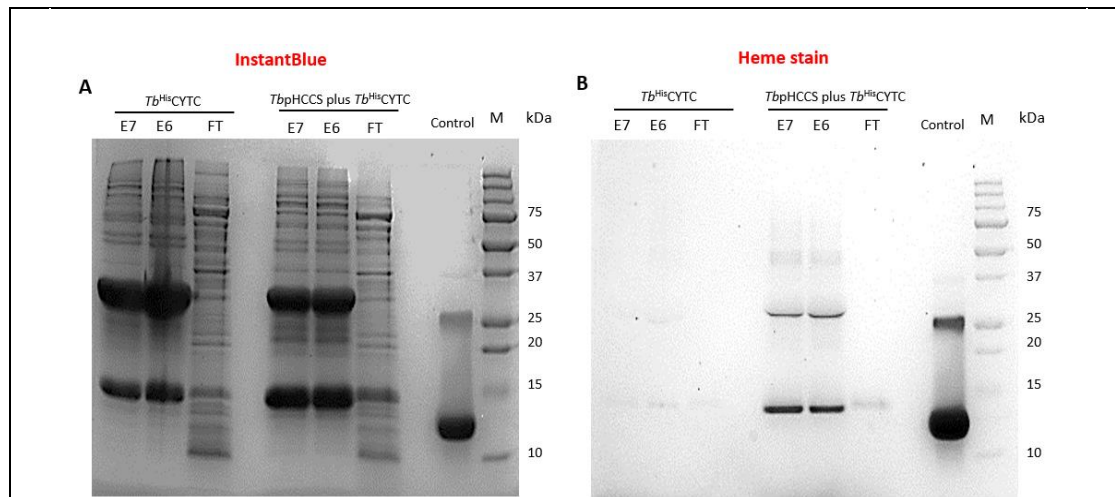 InstantBlue
Heme stain
A
TbHisCYTC
TbpHCCS plus TbHisCYTC
E7 E6 FT
E7 E6 FT
Control
M
kDa
75
50
37
25
20
15
10
B
TbHisCYTC
TbpHCCS plus TbHisCYTC
E7 E6 FT
E7 E6 FT
Control
M
kDa
75
50
37
25
20
15
10